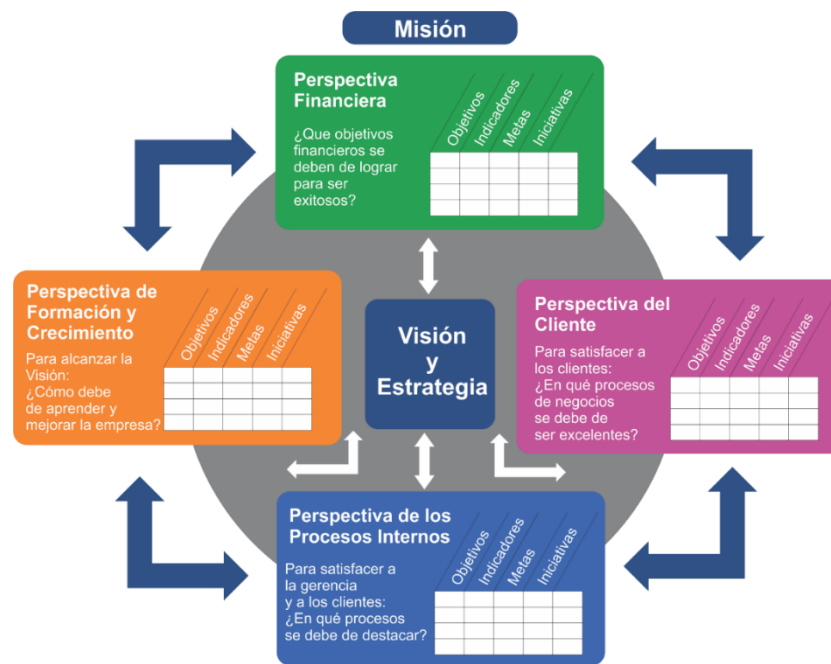 Misión
Perspectiva
Financiera
¿Que objetivos
financieros se
deben de lograr
para ser
exitosos?
Objetivos
Indicadores
Metas
Iniciativas
Perspectiva de
Formación y
Crecimiento
Para alcanzar la
Visión:
¿Cómo debe
de aprender y
mejorar la empresa?
Objetivos
Indicadores
Metas
Iniciativas
Visión
y
Estrategia
Perspectiva del
Cliente
Para satisfacer a
los clientes:
¿En qué procesos
de negocios
se debe de
ser excelentes?
Objetivos
Indicadores
Metas
Iniciativas
Perspectiva de los
Procesos Internos
Para satisfacer a
la gerencia
y a los clientes:
¿En qué procesos
se debe de destacar?
Objetivos
Indicadores
Metas
Iniciativas